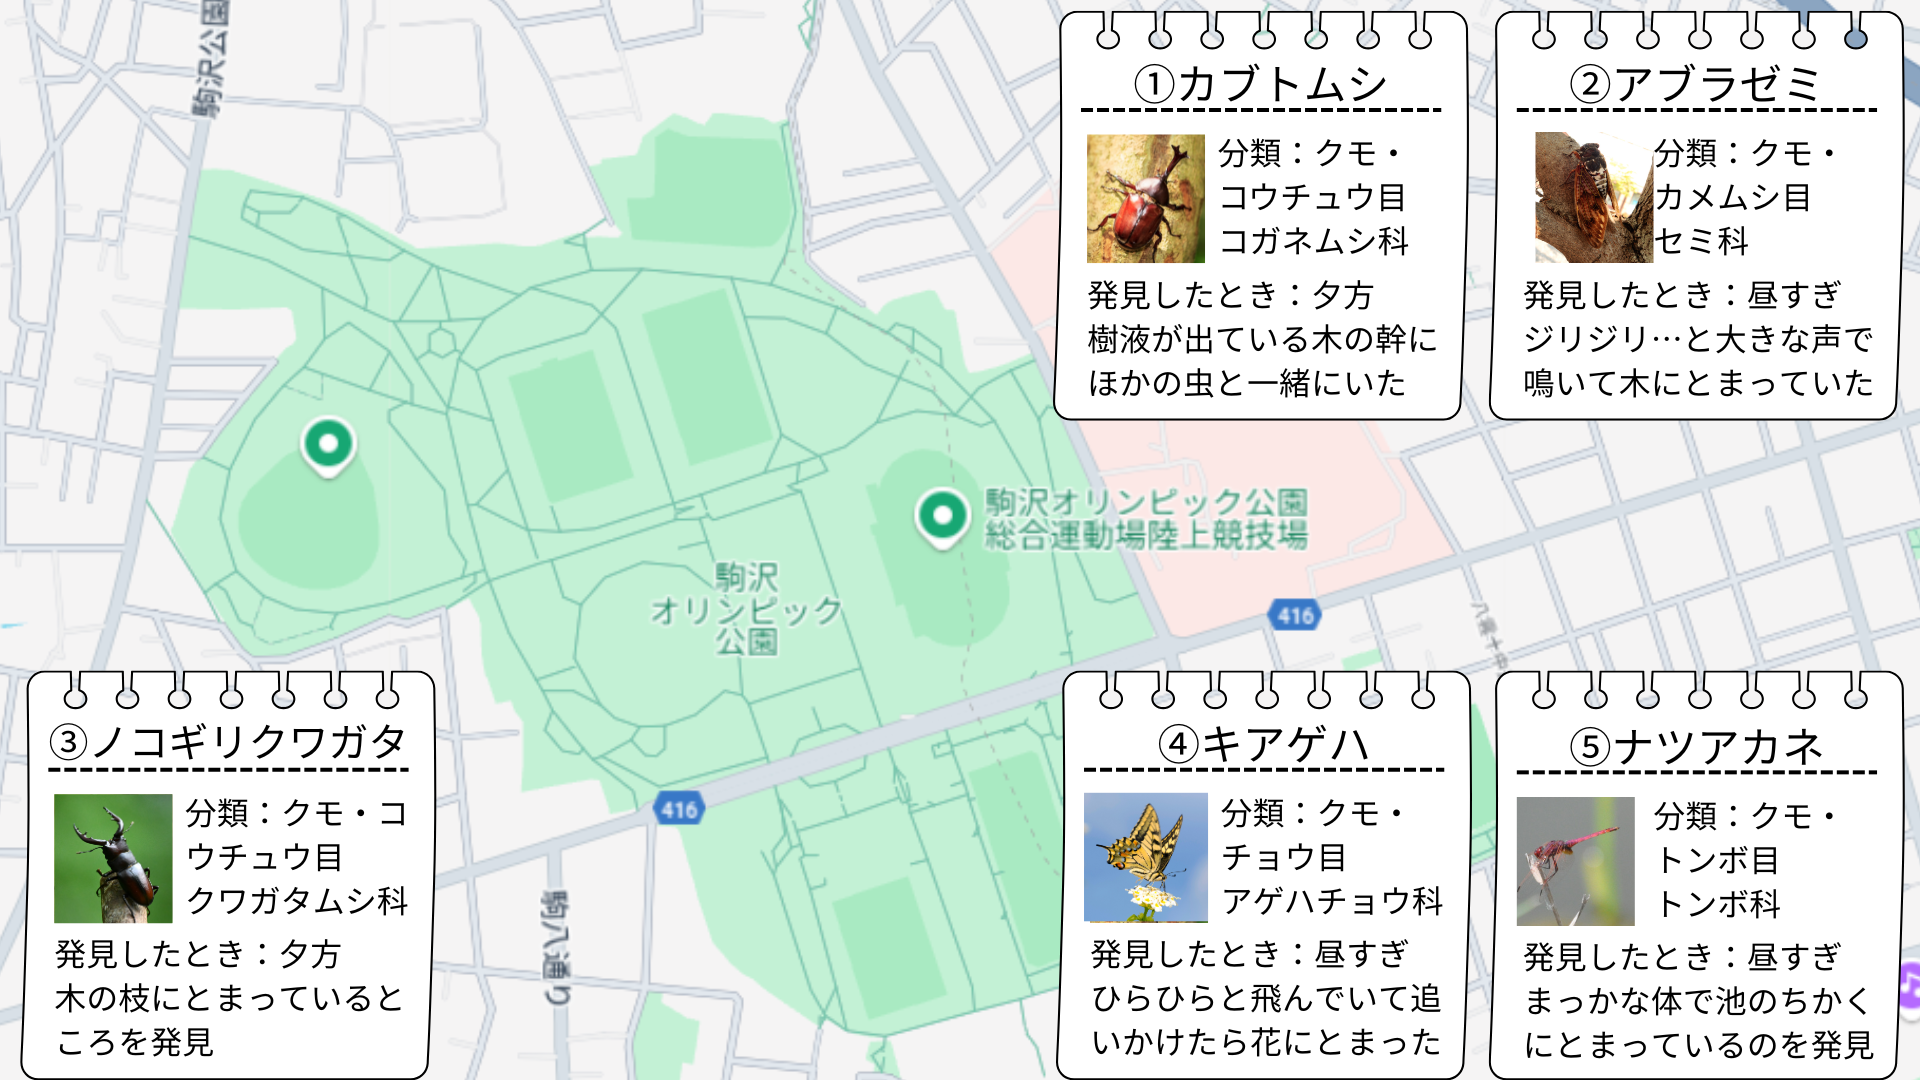 駒沢公園
①カブトムシ
分類：クモ・
コウチュウ目
コガネムシ科
発見したとき：夕方
樹液が出ている木の幹に
ほかの虫と一緒にいた
②アブラゼミ
分類：クモ・
カメムシ目
セミ科
発見したとき：昼すぎ
ジリジリ…と大きな声で
鳴いて木にとまっていた
駒沢オリンピック公園
総合運動場陸上競技場
駒沢
オリンピック
公園
416
416
八雲十中
駒八通り
③ノコギリクワガタ
分類：クモ・コ
ウチュウ目
クワガタムシ科
発見したとき：夕方
木の枝にとまっていると
ころを発見
④キアゲハ
分類：クモ・
チョウ目
アゲハチョウ科
発見したとき：昼すぎ
ひらひらと飛んでいて追
いかけたら花にとまった
⑤ナツアカネ
分類：クモ・
トンボ目
トンボ科
発見したとき：昼すぎ
まっかな体で池のちかく
にとまっているのを発見